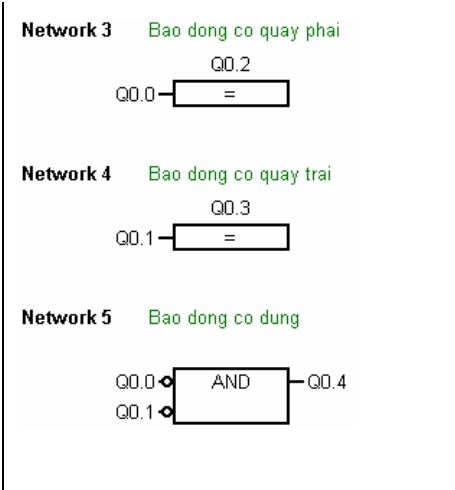 Network 3 Bao dong co quay phai
Q0.2
Q0.0 =
Network 4 Bao dong co quay trai
Q0.3
Q0.1 =
Network 5 Bao dong co dung
Q0.0 AND Q0.4
Q0.1